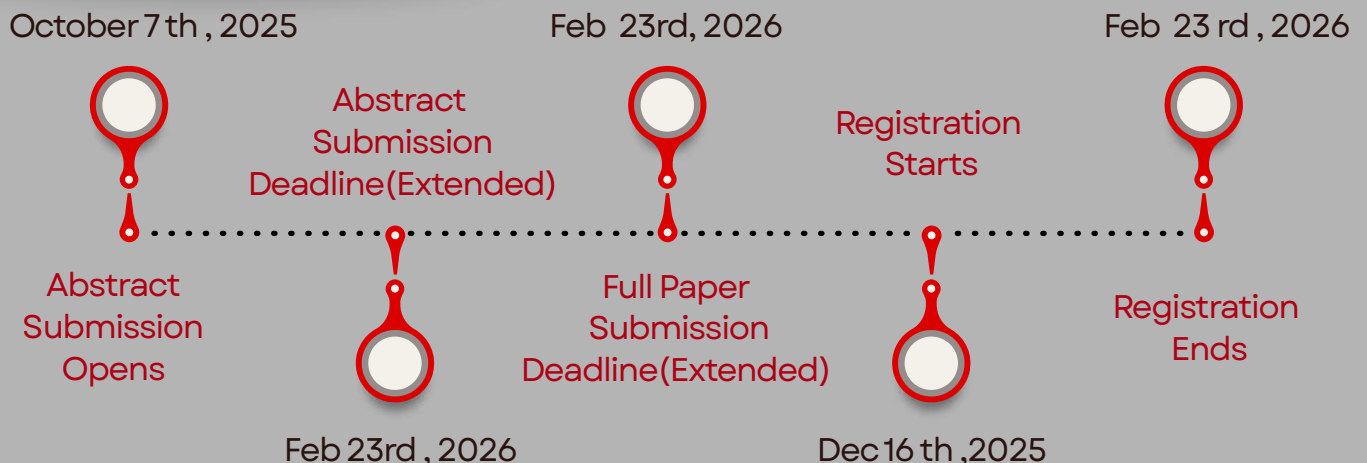 October 7 th , 2025
Abstract
Submission
Opens
Abstract
Submission
Deadline(Extended)
Feb 23rd , 2026
Feb 23rd, 2026
Full Paper
Submission
Deadline(Extended)
Registration
Starts
Dec 16 th ,2025
Feb 23 rd , 2026
Registration
Ends